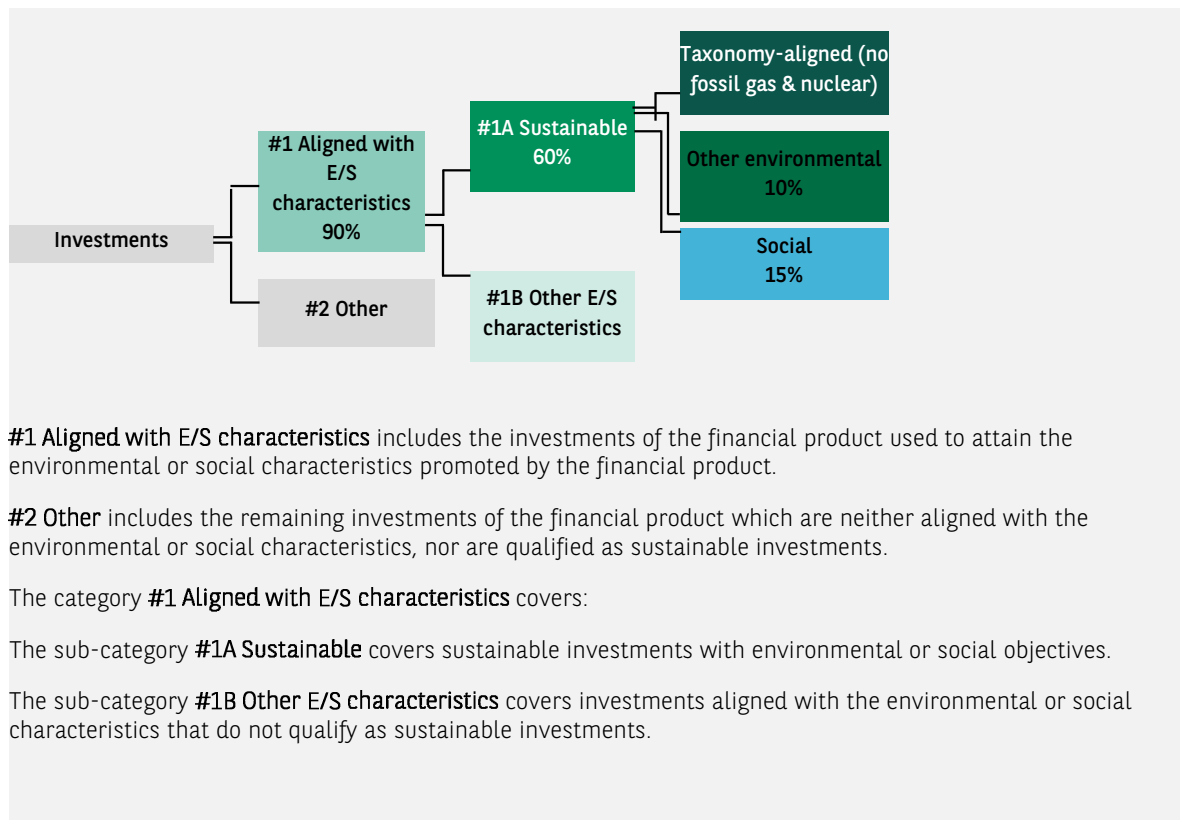 Taxonomy-aligned (no
fossil gas & nuclear)
#1A Sustainable
60%
#1 Aligned with
E/S
characteristics
90%
Other environmental
10%
Investments
Social
15%
#2 Other
#1B Other E/S
characteristics
#1 Aligned with E/S characteristics includes the investments of the financial product used to attain the
environmental or social characteristics promoted by the financial product.
#2 Other includes the remaining investments of the financial product which are neither aligned with the
environmental or social characteristics, nor are qualified as sustainable investments.
The category #1 Aligned with E/S characteristics covers:
The sub-category #1A Sustainable covers sustainable investments with environmental or social objectives.
The sub-category #1B Other E/S characteristics covers investments aligned with the environmental or social
characteristics that do not qualify as sustainable investments.